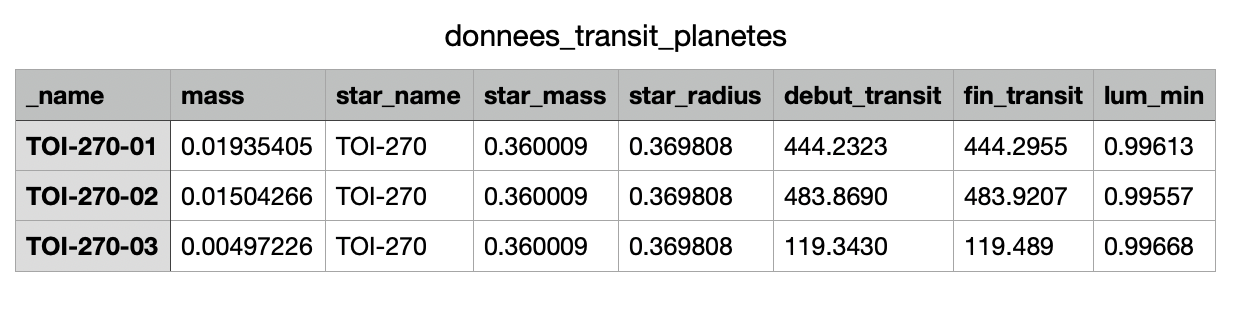 donnees_transit_planetes
_name mass star_name star_mass star_radius debut_transit fin_transit lum_min
TOI-270-01 0.01935405 TOI-270 0.360009 0.369808 444.2323 444.2955 0.99613
TOI-270-02 0.01504266 TOI-270 0.360009 0.369808 483.8690 483.9207 0.99557
TOI-270-03 0.00497226 TOI-270 0.360009 0.369808 119.3430 119.489 0.99668